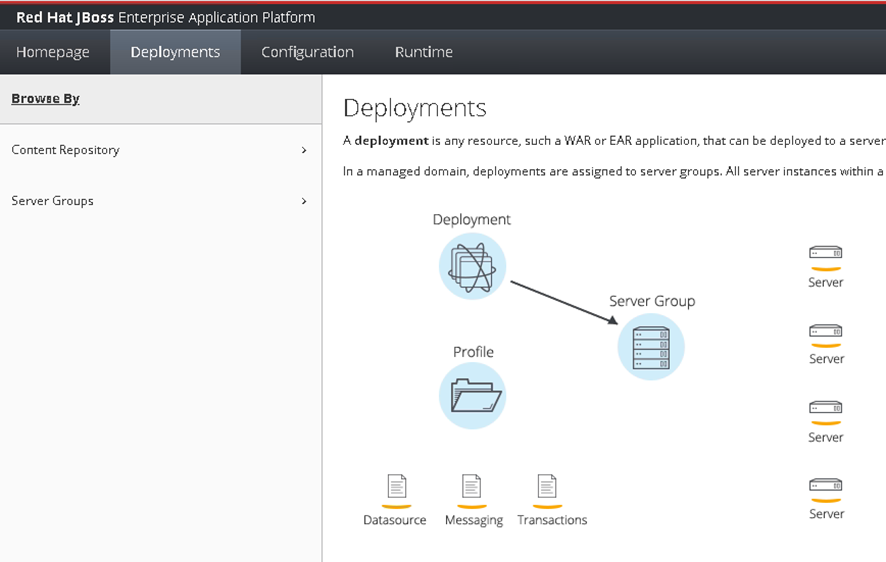 Red Hat JBoss Enterprise Application Platform
Homepage Deployments Configuration Runtime
Browse By
Content Repository
Server Groups
Deployments
A deployment is any resource, such a WAR or EAR application, that can be deployed to a server
In a managed domain, deployments are assigned to server groups. All server instances within a
Deployment
Server Group
Profile
Datasource Messaging Transactions
Server
Server
Server
Server